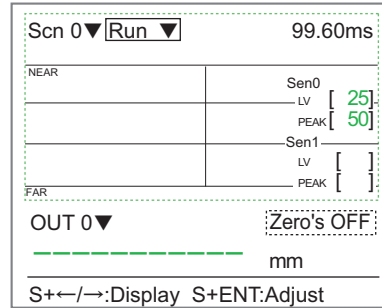 Scn 0▼ Run ▼ 99.60ms
NEAR
Sen0
LV [ 25]
PEAK [ 50]
Sen1
LV [ ]
PEAK [ ]
FAR
OUT 0▼ Zero's OFF
mm
S+←/→:Display S+ENT:Adjust